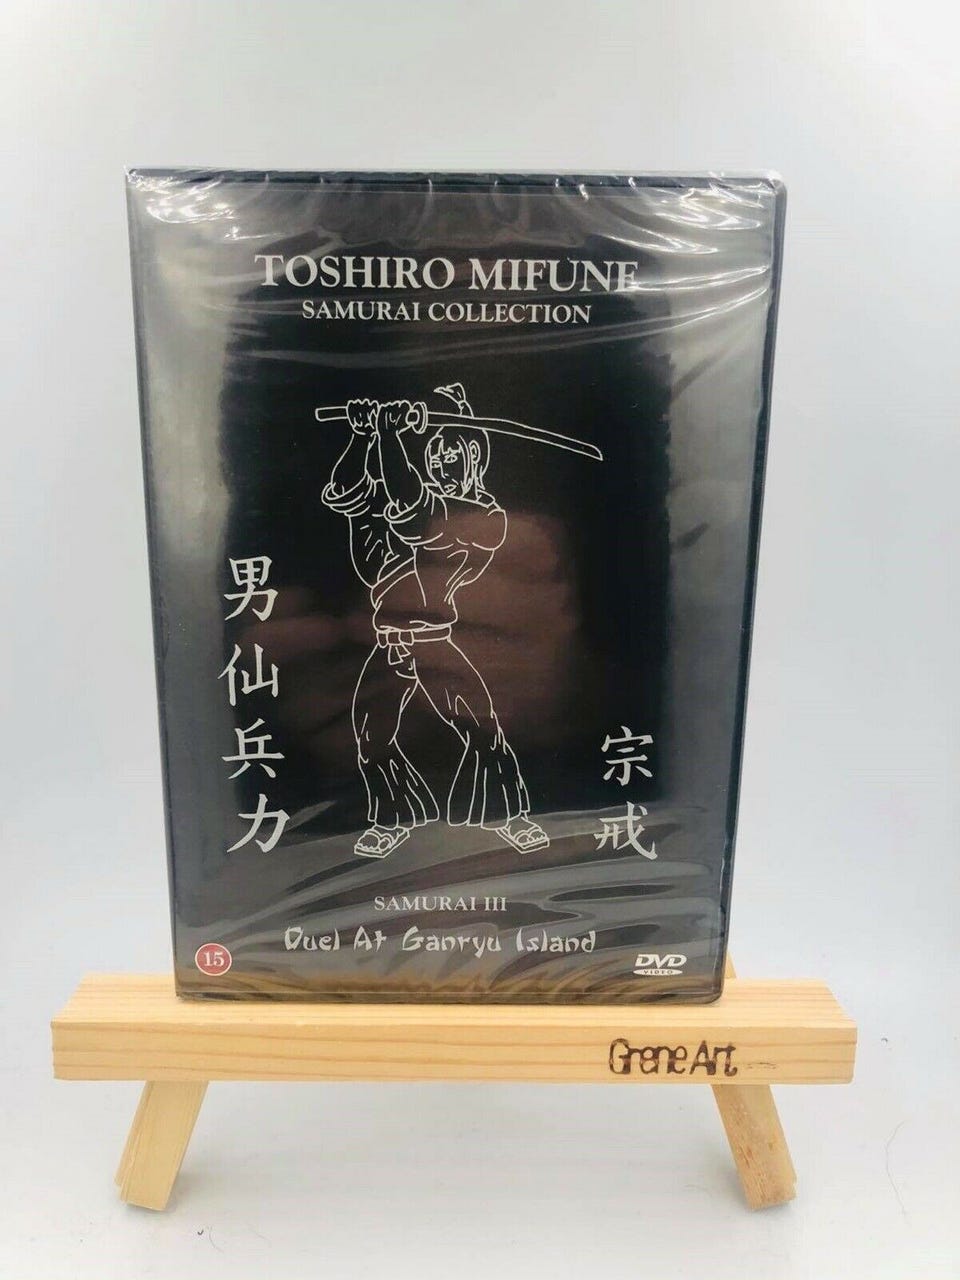 TOSHIRO MIFUNE
SAMURAI COLLECTION
男仙兵力
宗戒
SAMURAI III
Duel At Ganryu Island
15
DVD
VIDEO
Grene Art